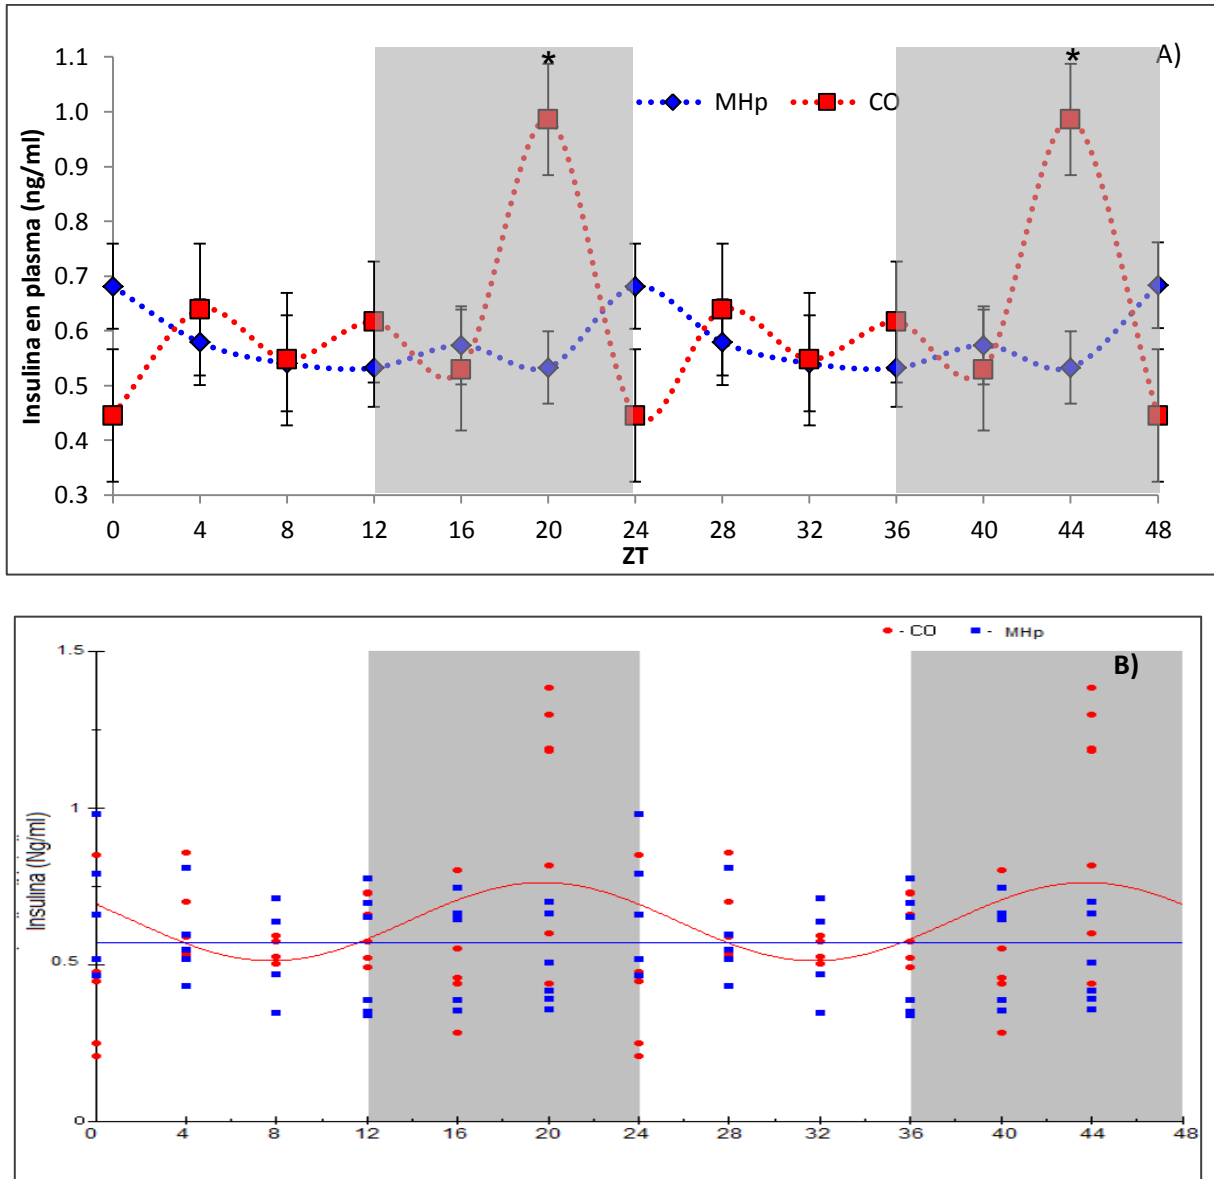 A)
1.1
1.0
0.9
0.8
0.7
0.6
0.5
0.4
0.3
Insulina en plasma (ng/ml)
* *
MHp CO
0 4 8 12 16 20 24 28 32 36 40 44 48
ZT
- CO - MHp
B)
1.5
1
0.5
0
Insulina (Ng/ml)
0 4 8 12 16 20 24 28 32 36 40 44 48